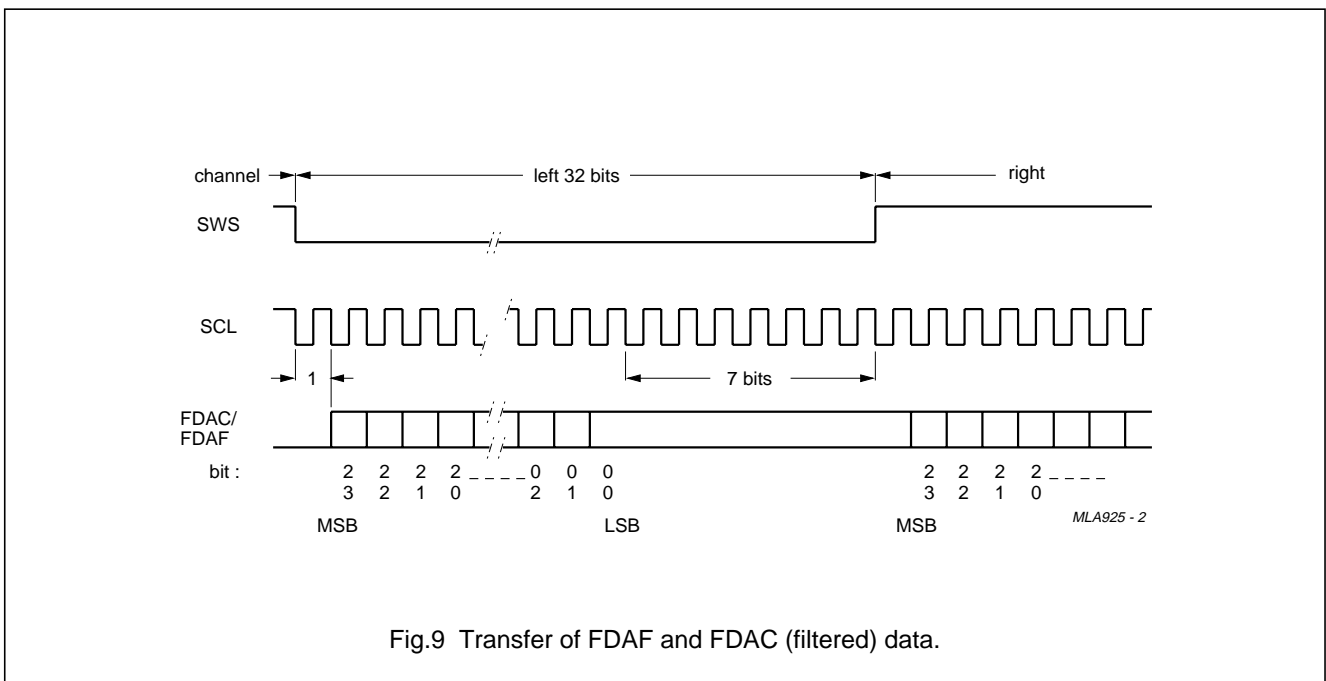 channel left 32 bits right
SWS
SCL
1 7 bits
FDAC/
FDAF
bit : 2 2 2 2 _ _ _ _ 0 0 0 2 2 2 2 _ _ _ _
3 2 1 0 2 1 0 3 2 1 0
MSB LSB MSB MLA925 - 2
Fig.9 Transfer of FDAF and FDAC (filtered) data.